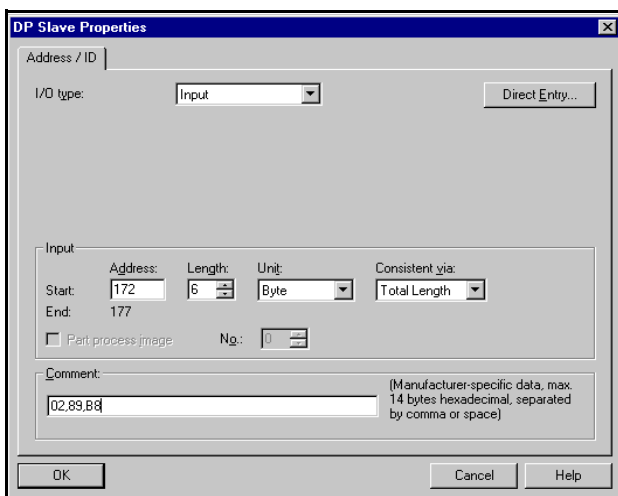 DP Slave Properties
Address / ID
I/O type: Input Direct Entry...
Input
Address: Length: Unit: Consistent via:
Start: 172 6 Byte Total Length
End: 177
Part process image No.: 0
Comment:
02,89,B8
(Manufacturer-specific data, max.
14 bytes hexadecimal, separated
by comma or space)
OK Cancel Help